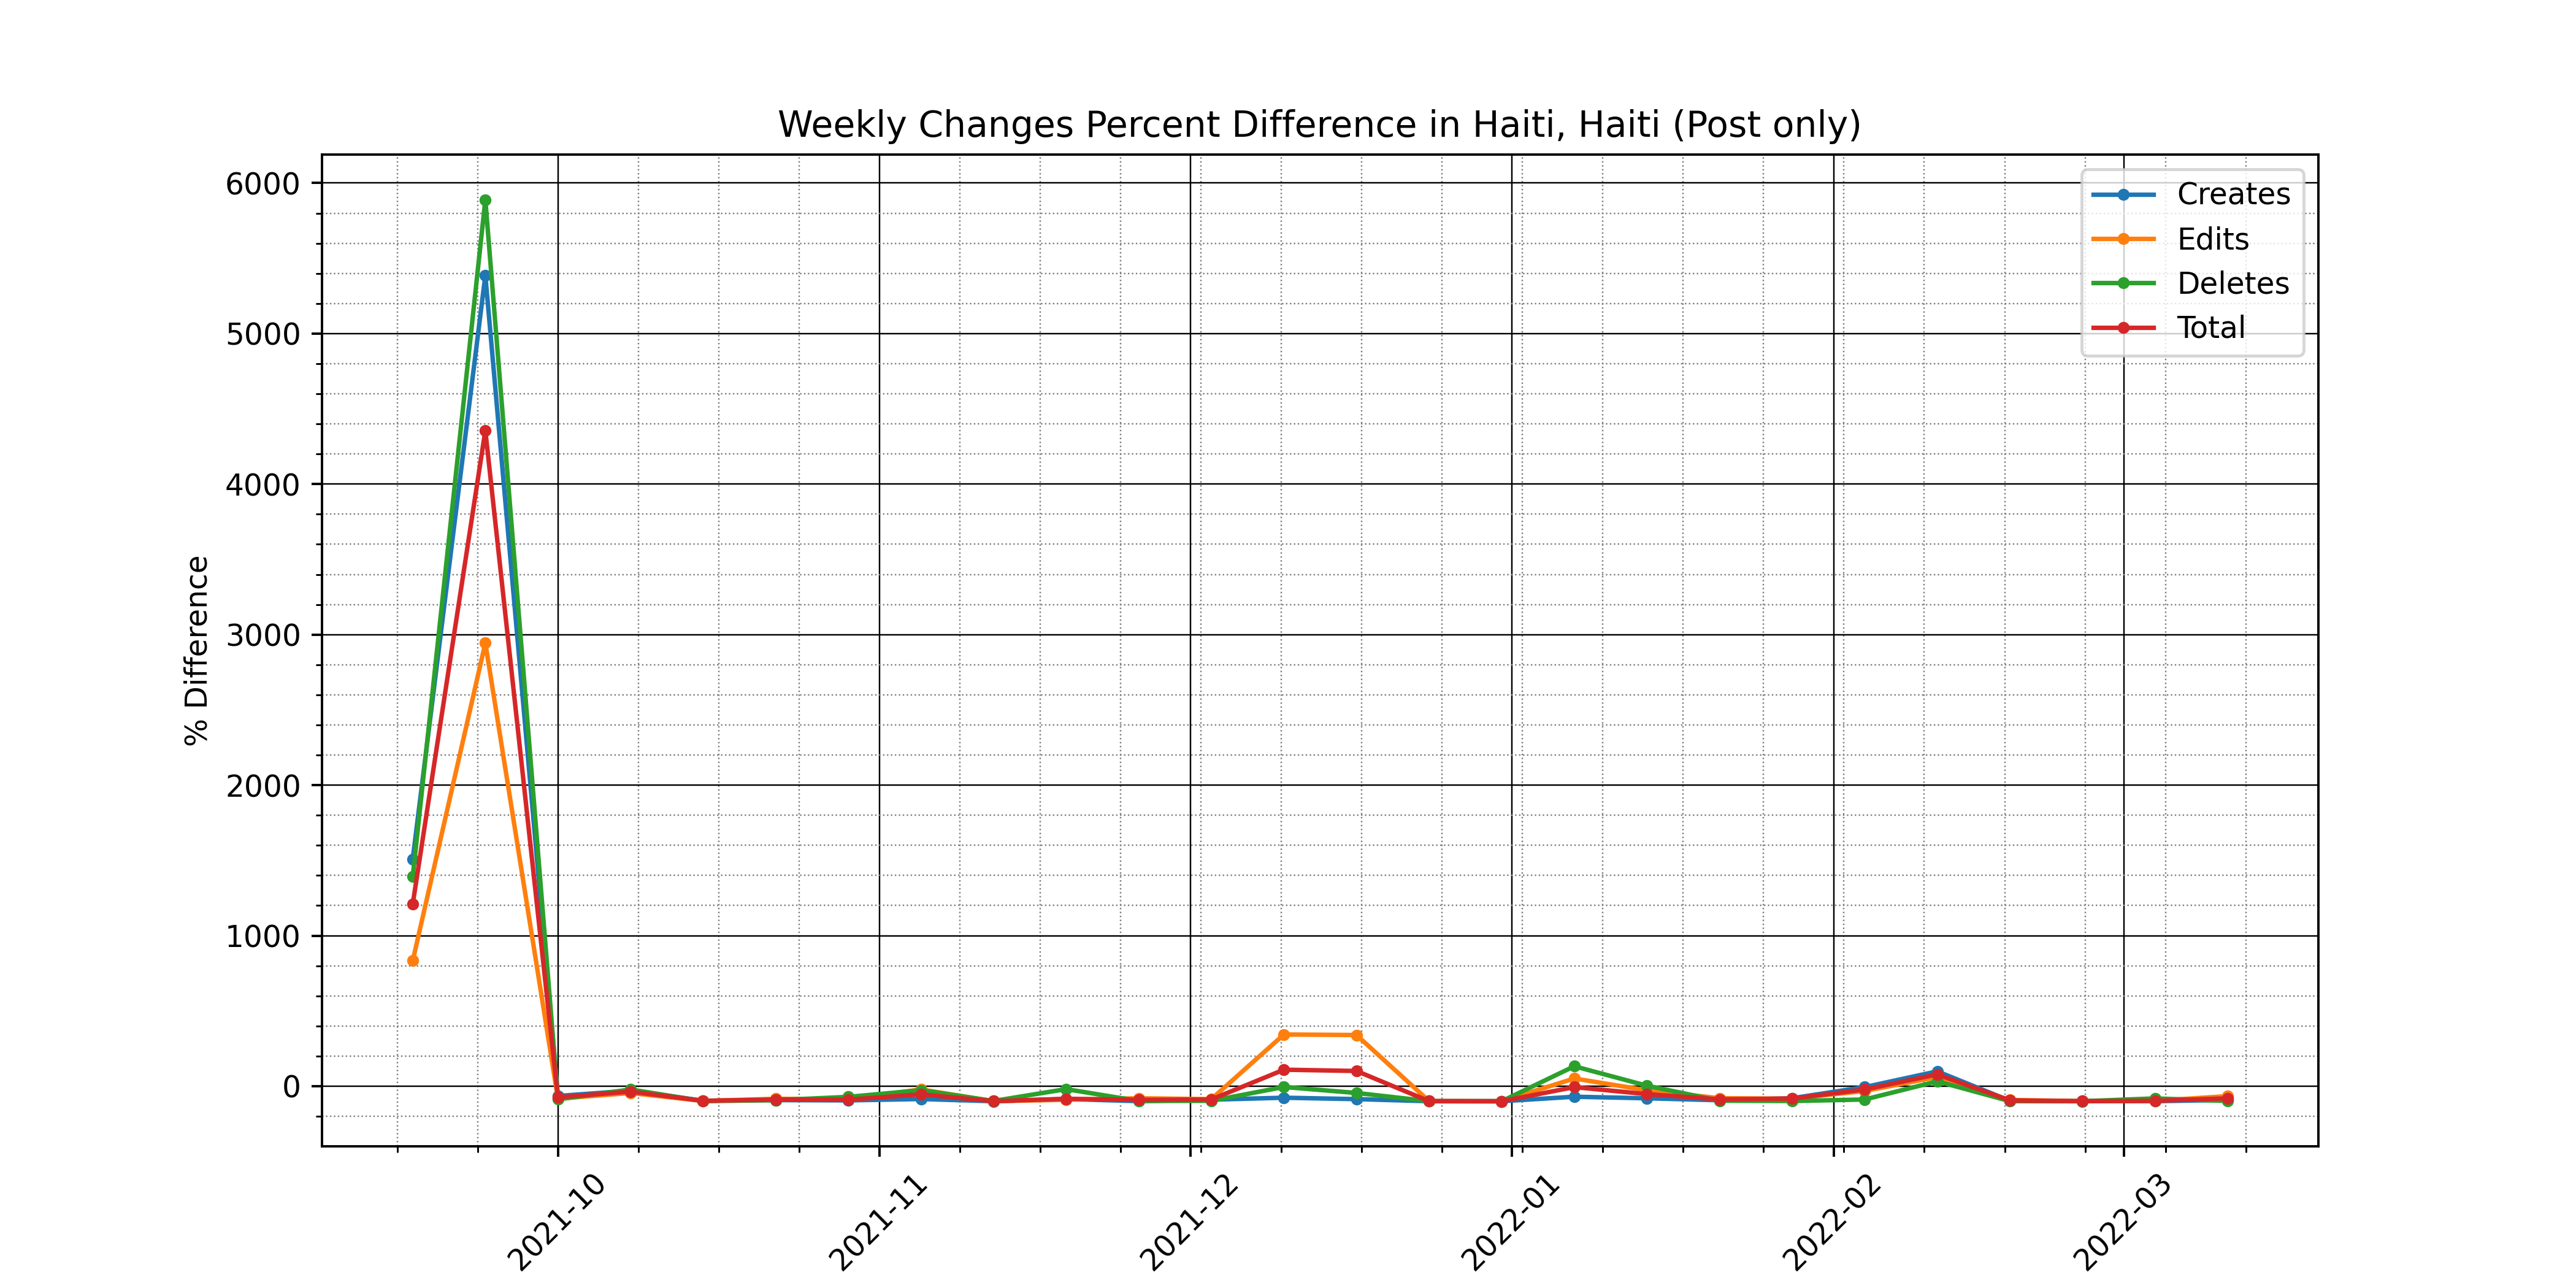 Weekly Changes Percent Difference in Haiti, Haiti (Post only)
% Difference
6000
5000
4000
3000
2000
1000
0
2021-10
2021-11
2021-12
2022-01
2022-02
2022-03
Creates
Edits
Deletes
Total